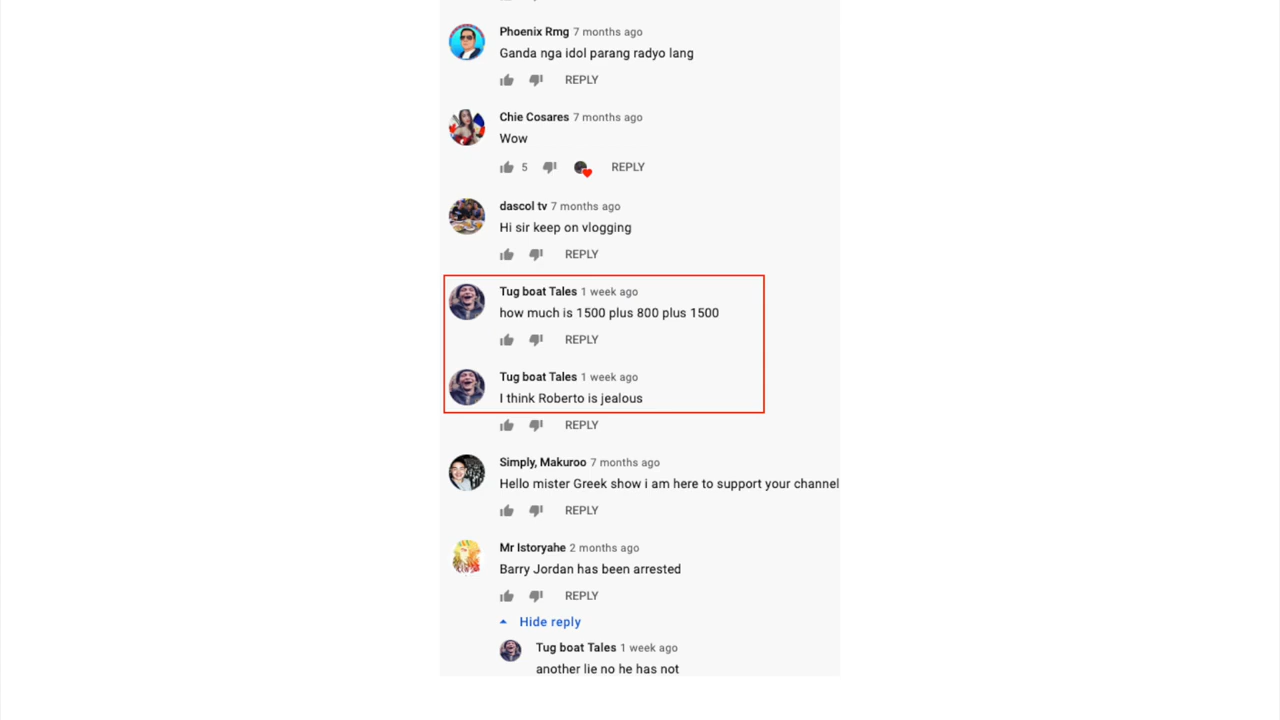 Phoenix Rmg 7 months ago
Ganda nga idol parang radyo lang
REPLY
Chie Cosares 7 months ago
Wow
5 REPLY
dascol tv 7 months ago
Hi sir keep on vlogging
REPLY
Tug boat Tales 1 week ago
how much is 1500 plus 800 plus 1500
REPLY
Tug boat Tales 1 week ago
I think Roberto is jealous
REPLY
Simply, Makuroo 7 months ago
Hello mister Greek show i am here to support your channel
REPLY
Mr Istoryahe 2 months ago
Barry Jordan has been arrested
REPLY
Hide reply
Tug boat Tales 1 week ago
another lie no he has not